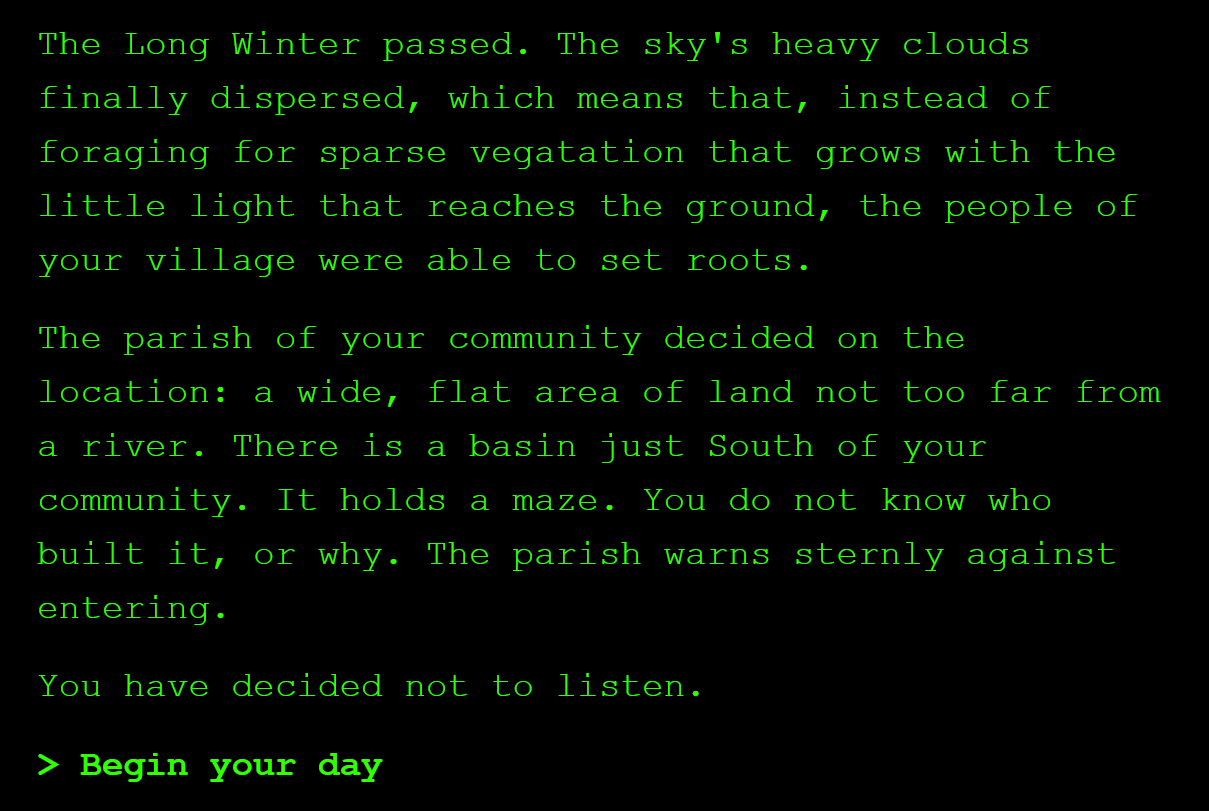 The Long Winter passed. The sky's heavy clouds
finally dispersed, which means that, instead of
foraging for sparse vegatation that grows with the
little light that reaches the ground, the people of
your village were able to set roots.
The parish of your community decided on the
location: a wide, flat area of land not too far from
a river. There is a basin just South of your
community. It holds a maze. You do not know who
built it, or why. The parish warns sternly against
entering.
You have decided not to listen.
> Begin your day